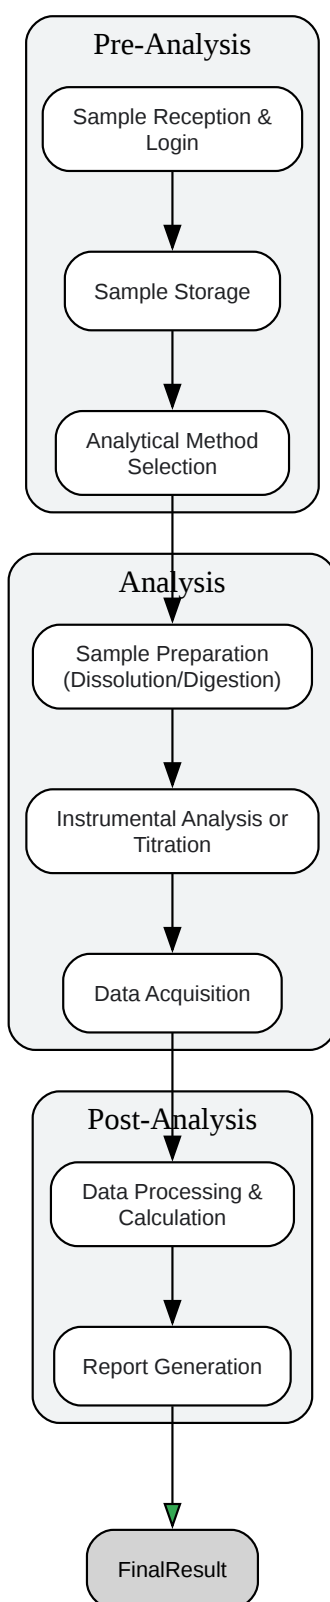 Pre-Analysis
Sample Reception &
Login
Sample Storage
Analytical Method
Selection
Analysis
Sample Preparation
(Dissolution/Digestion)
Instrumental Analysis or
Titration
Data Acquisition
Post-Analysis
Data Processing &
Calculation
Report Generation
FinalResult